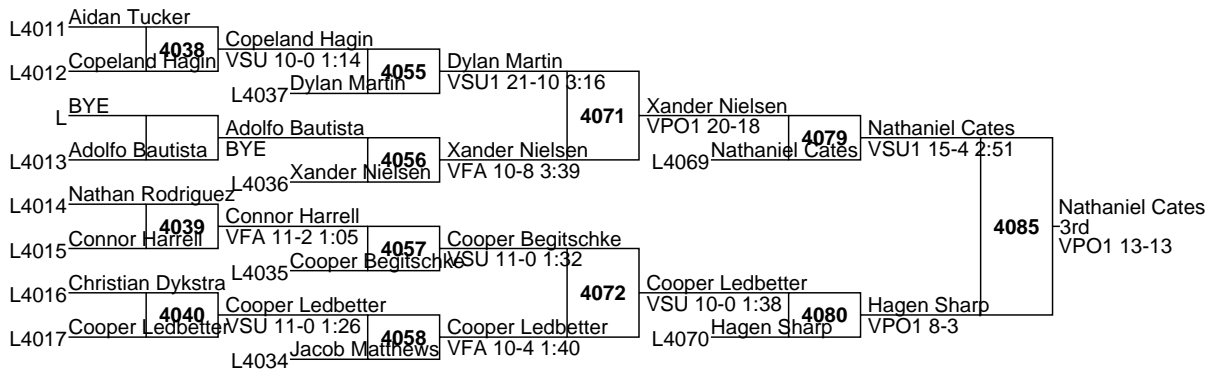 Aidan Tucker
L4011
4038
Copeland Hagin
VSU 10-0 1:14
Copeland Hagin
L4012
4055
Dylan Martin
VSU1 21-10 3:16
Dylan Martin
L4037
BYE
L
4071
Xander Nielsen
VPO1 20-18
Adolfo Bautista
BYE
4079
Nathaniel Cates
VSU1 15-4 2:51
Adolfo Bautista
L4013
4056
Xander Nielsen
VFA 10-8 3:39
Nathaniel Cates
L4069
Xander Nielsen
L4036
Nathan Rodriguez
L4014
4039
Connor Harrell
VFA 11-2 1:05
4085
Nathaniel Cates
3rd
VPO1 13-13
Connor Harrell
L4015
4057
Cooper Begitschke
VSU 11-0 1:32
Cooper Begitschke
L4035
Christian Dykstra
L4016
4072
Cooper Ledbetter
VSU 10-0 1:38
4040
Cooper Ledbetter
VSU 11-0 1:26
4080
Hagen Sharp
VPO1 8-3
Cooper Ledbetter
L4017
4058
Cooper Ledbetter
VFA 10-4 1:40
Hagen Sharp
L4070
Jacob Matthews
L4034